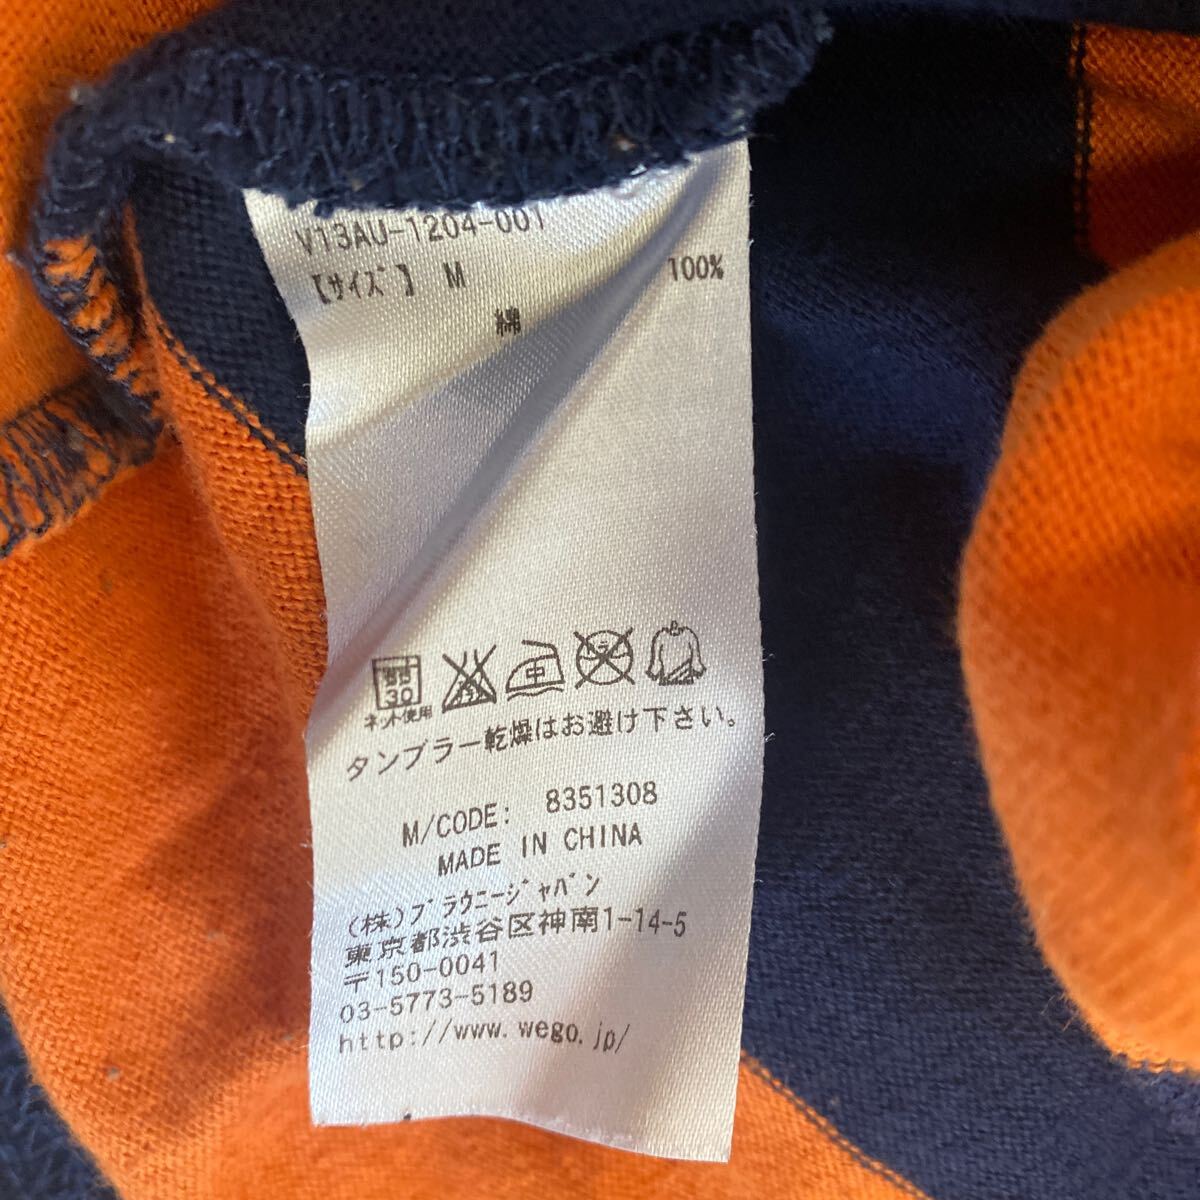 V13AU-1204-001
【サイズ】 M
綿 100%
30
ネット使用
中
タンブラー乾燥はお避け下さい。
M/CODE: 8351308
MADE IN CHINA
(株)ブラウニージャパン
東京都渋谷区神南1-14-5
〒150-0041
03-5773-5189
http://www.wego.jp/